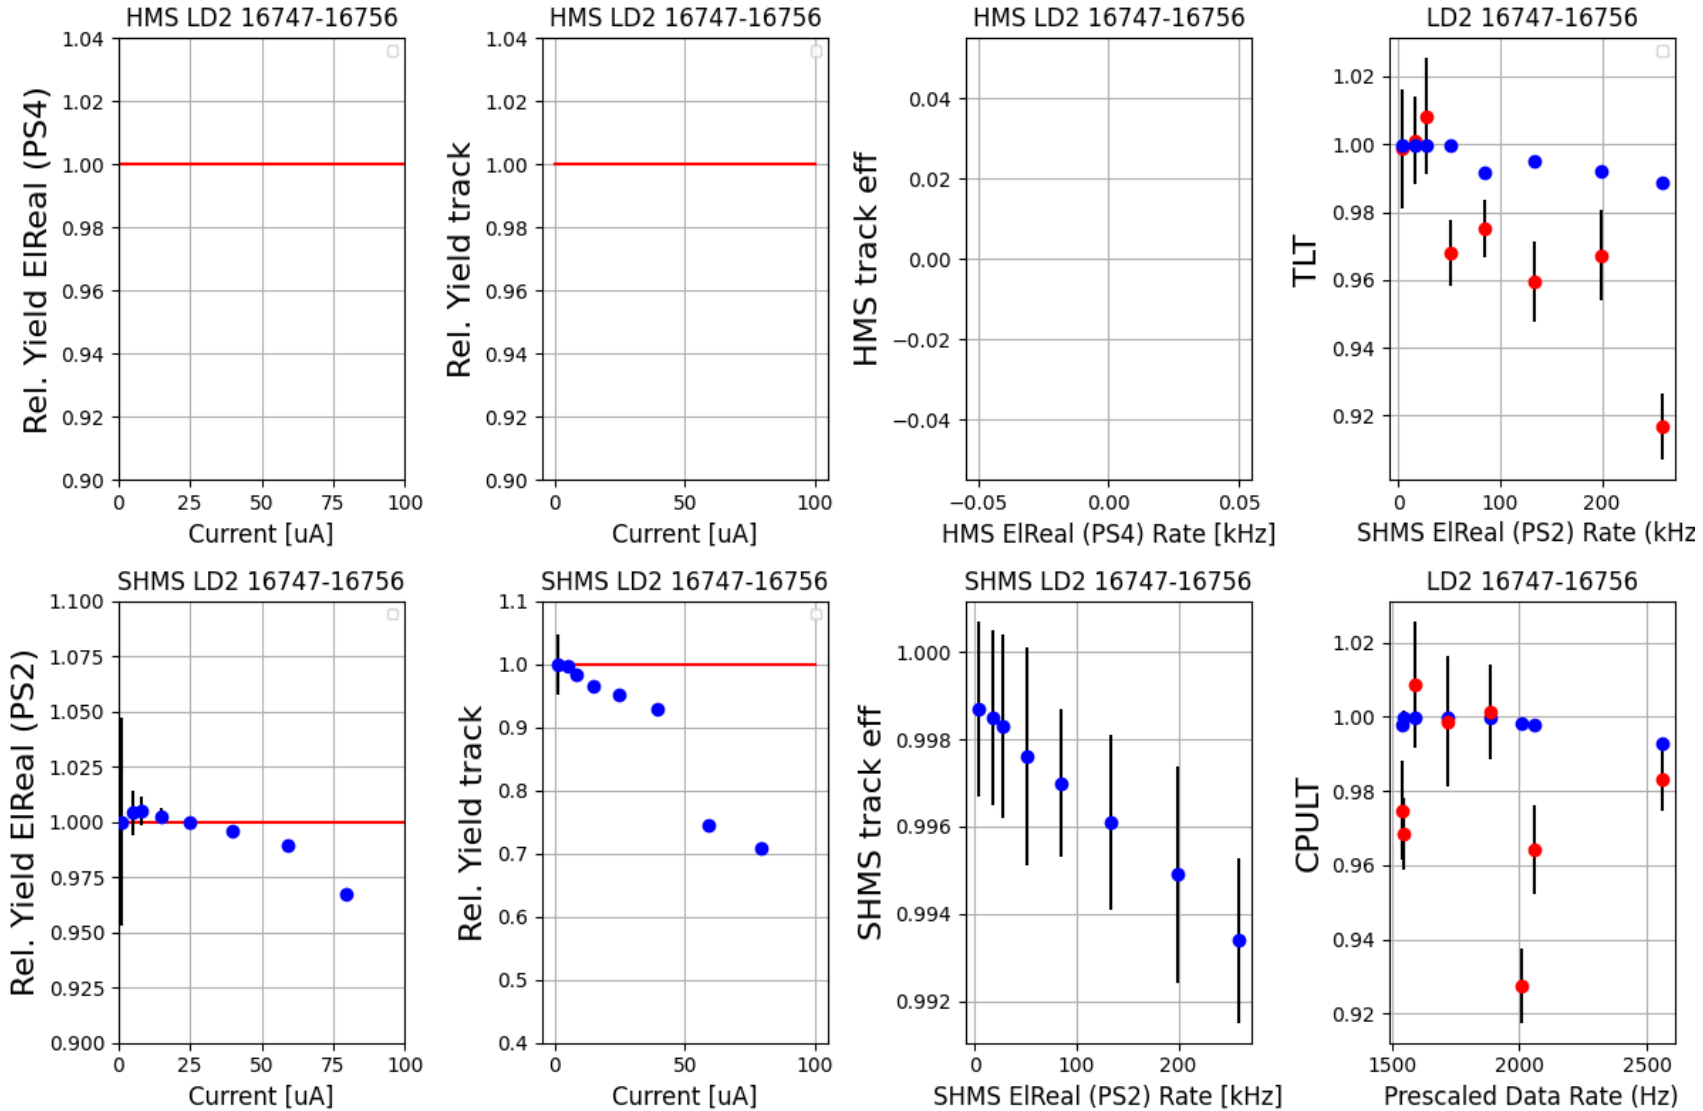 HMS LD2 16747-16756
Rel. Yield ElReal (PS4)
1.04
1.02
1.00
0.98
0.96
0.94
0.92
0.90
0 25 50 75 100
Current [uA]
HMS LD2 16747-16756
Rel. Yield track
1.04
1.02
1.00
0.98
0.96
0.94
0.92
0.90
0 50 100
Current [uA]
HMS LD2 16747-16756
HMS track eff
0.04
0.02
0.00
−0.02
−0.04
−0.05 0.00 0.05
HMS ElReal (PS4) Rate [kHz]
LD2 16747-16756
TLT
1.02
1.00
0.98
0.96
0.94
0.92
0 100 200
SHMS ElReal (PS2) Rate (kHz
SHMS LD2 16747-16756
Rel. Yield ElReal (PS2)
1.100
1.075
1.050
1.025
1.000
0.975
0.950
0.925
0.900
0 25 50 75 100
Current [uA]
SHMS LD2 16747-16756
Rel. Yield track
1.1
1.0
0.9
0.8
0.7
0.6
0.5
0.4
0 50 100
Current [uA]
SHMS LD2 16747-16756
SHMS track eff
1.000
0.998
0.996
0.994
0.992
0 100 200
SHMS ElReal (PS2) Rate [kHz]
LD2 16747-16756
CPULT
1.02
1.00
0.98
0.96
0.94
0.92
1500 2000 2500
Prescaled Data Rate (Hz)